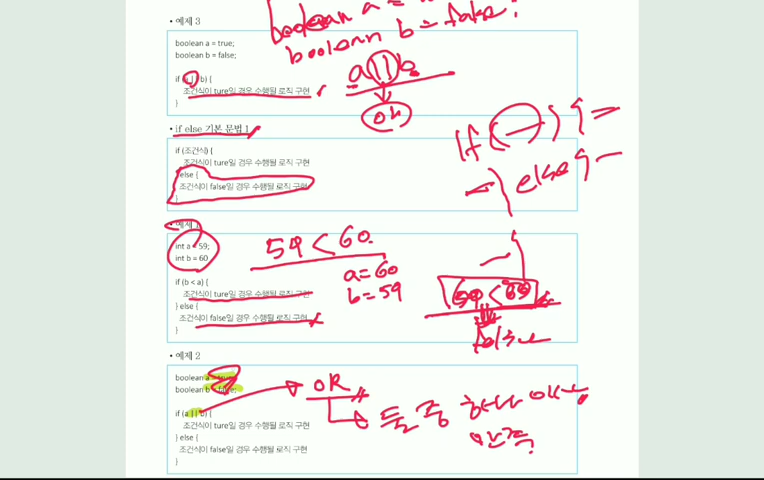 boolean a =
boolean b = false;
• 예제 3
boolean a = true;
boolean b = false;
if (a || b) {
조건식이 ture일 경우 수행될 로직 구현
}
a || b
OR
• if else 기본 문법 1
if (조건식) {
조건식이 ture일 경우 수행될 로직 구현
} else {
조건식이 false일 경우 수행될 로직 구현
}
if ( ) {
} else {
• 예제 1
int a = 59;
int b = 60
if (b < a) {
조건식이 ture일 경우 수행될 로직 구현
} else {
조건식이 false일 경우 수행될 로직 구현
}
59 < 60
a = 60
b = 59
false
• 예제 2
boolean a = true;
boolean b = false;
if (a || b) {
조건식이 ture일 경우 수행될 로직 구현
} else {
조건식이 false일 경우 수행될 로직 구현
}
OR
둘 중 하나
만족